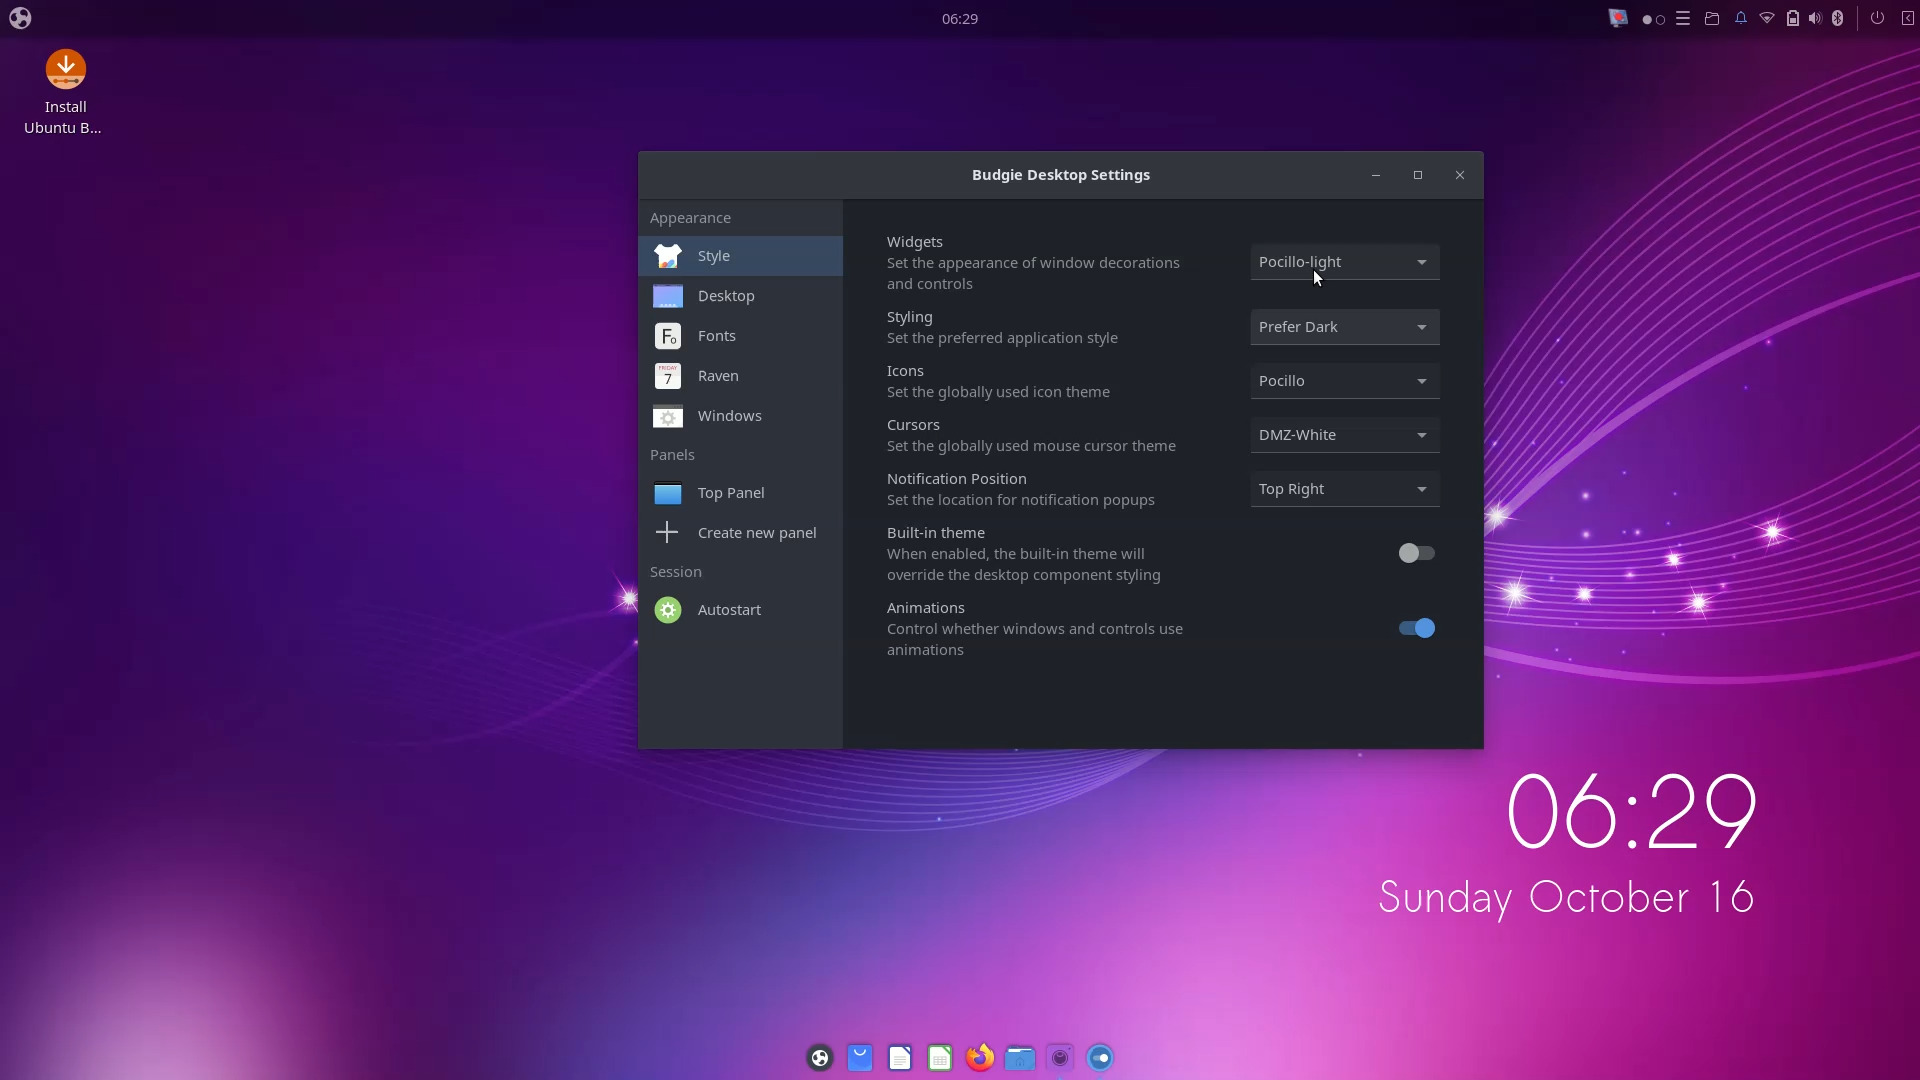 06:29
Install
Ubuntu B...
Budgie Desktop Settings
Appearance
Style
Desktop
Fonts
Raven
Windows
Panels
Top Panel
Create new panel
Session
Autostart
Widgets
Set the appearance of window decorations
and controls
Pocillo-light
Styling
Set the preferred application style
Prefer Dark
Icons
Set the globally used icon theme
Pocillo
Cursors
Set the globally used mouse cursor theme
DMZ-White
Notification Position
Set the location for notification popups
Top Right
Built-in theme
When enabled, the built-in theme will
override the desktop component styling
Animations
Control whether windows and controls use
animations
06:29
Sunday October 16